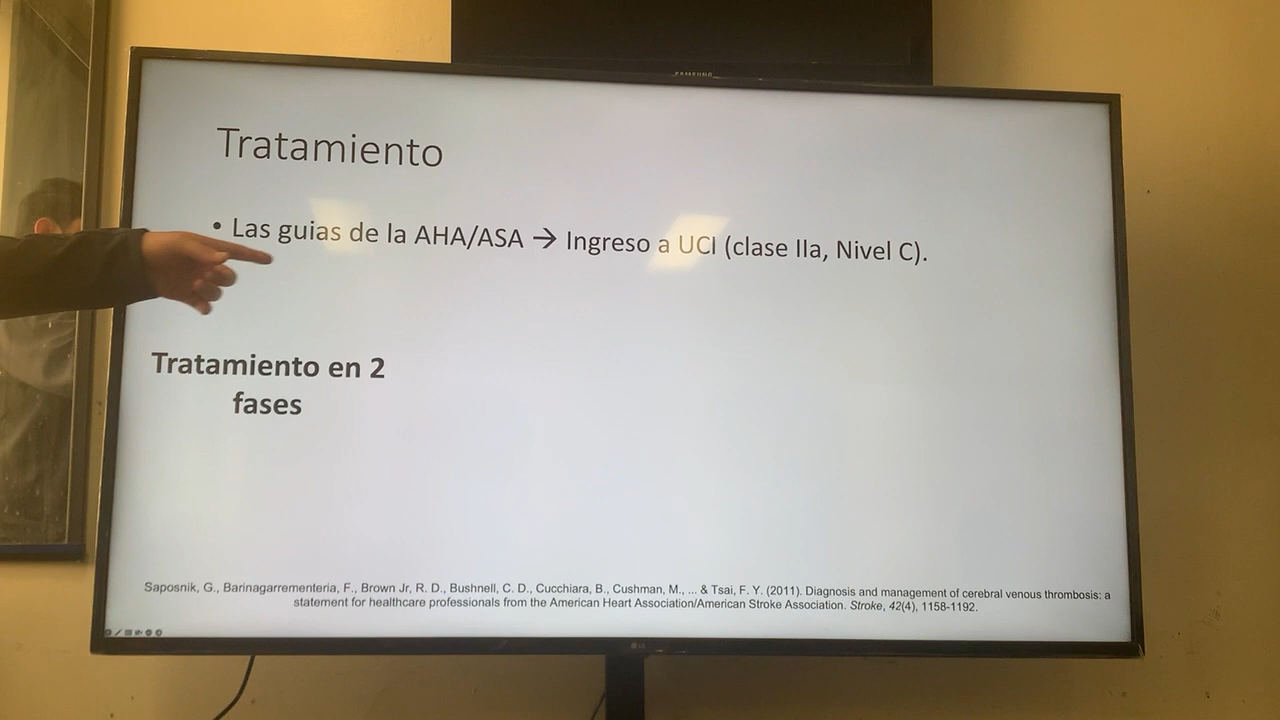 SAMSUNG
Tratamiento
• Las guias de la AHA/ASA → Ingreso a UCI (clase IIa, Nivel C).
Tratamiento en 2
fases
Saposnik, G., Barinagarrementeria, F., Brown Jr, R. D., Bushnell, C. D., Cucchiara, B., Cushman, M., ... & Tsai, F. Y. (2011). Diagnosis and management of cerebral venous thrombosis: a
statement for healthcare professionals from the American Heart Association/American Stroke Association. Stroke, 42(4), 1158-1192.
LG